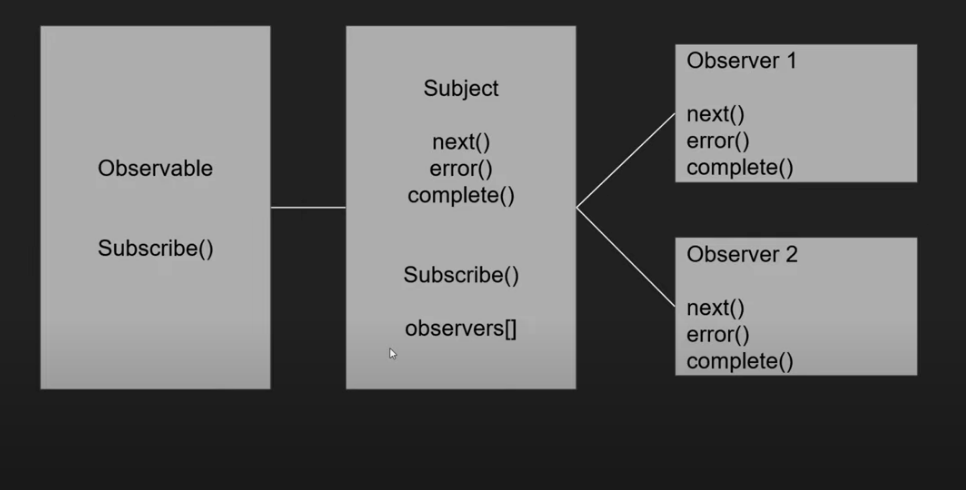 Observable
Subscribe()
Subject
next()
error()
complete()
Subscribe()
observers[]
Observer 1
next()
error()
complete()
Observer 2
next()
error()
complete()